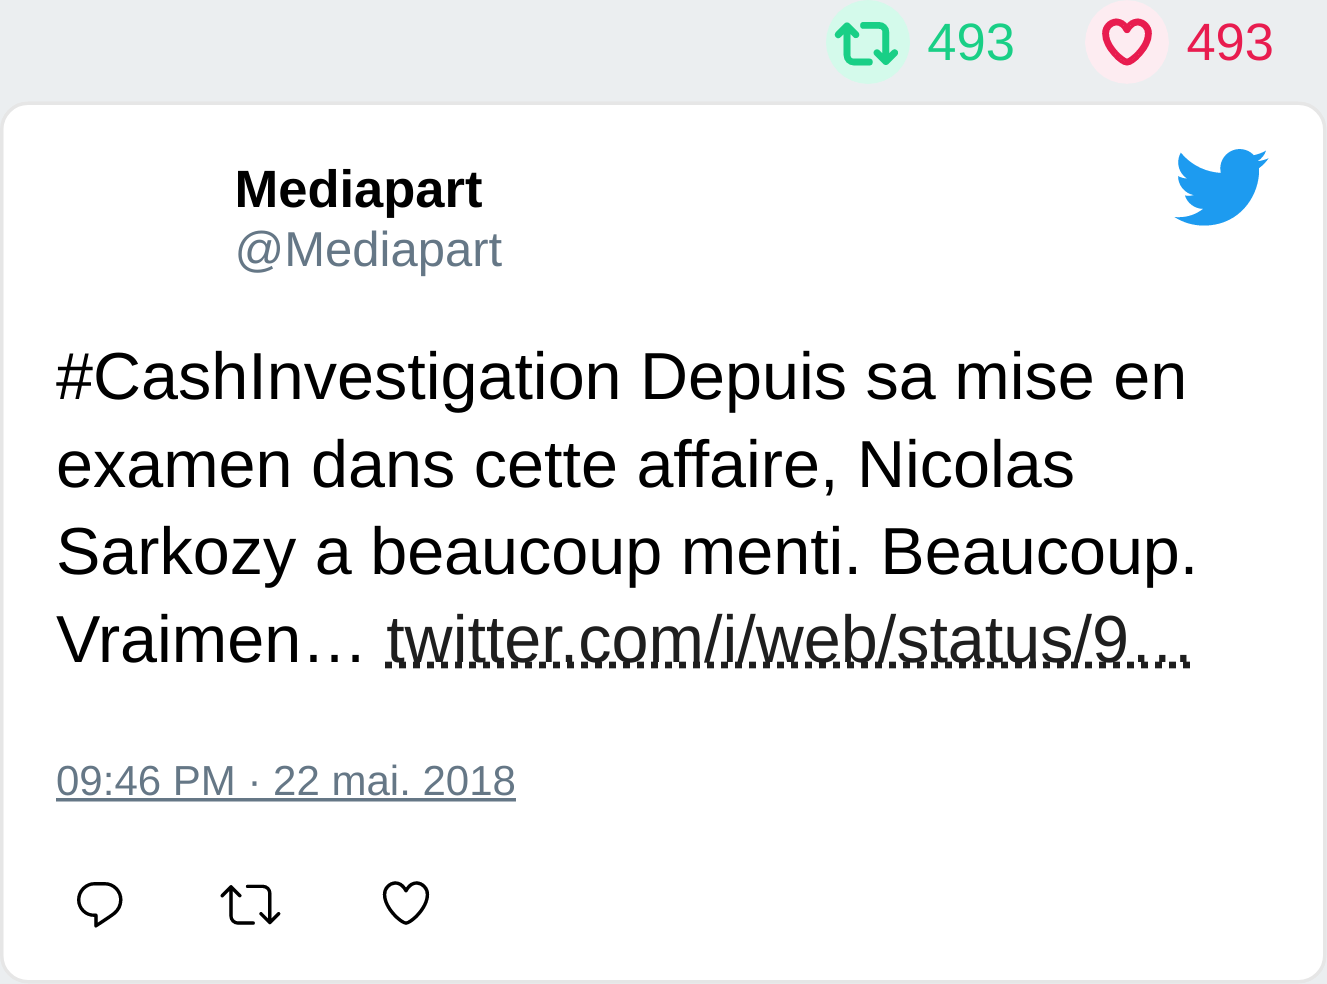 493 493
Mediapart
@Mediapart
#CashInvestigation Depuis sa mise en
examen dans cette affaire, Nicolas
Sarkozy a beaucoup menti. Beaucoup.
Vraimen… twitter.com/i/web/status/9…
09:46 PM · 22 mai. 2018